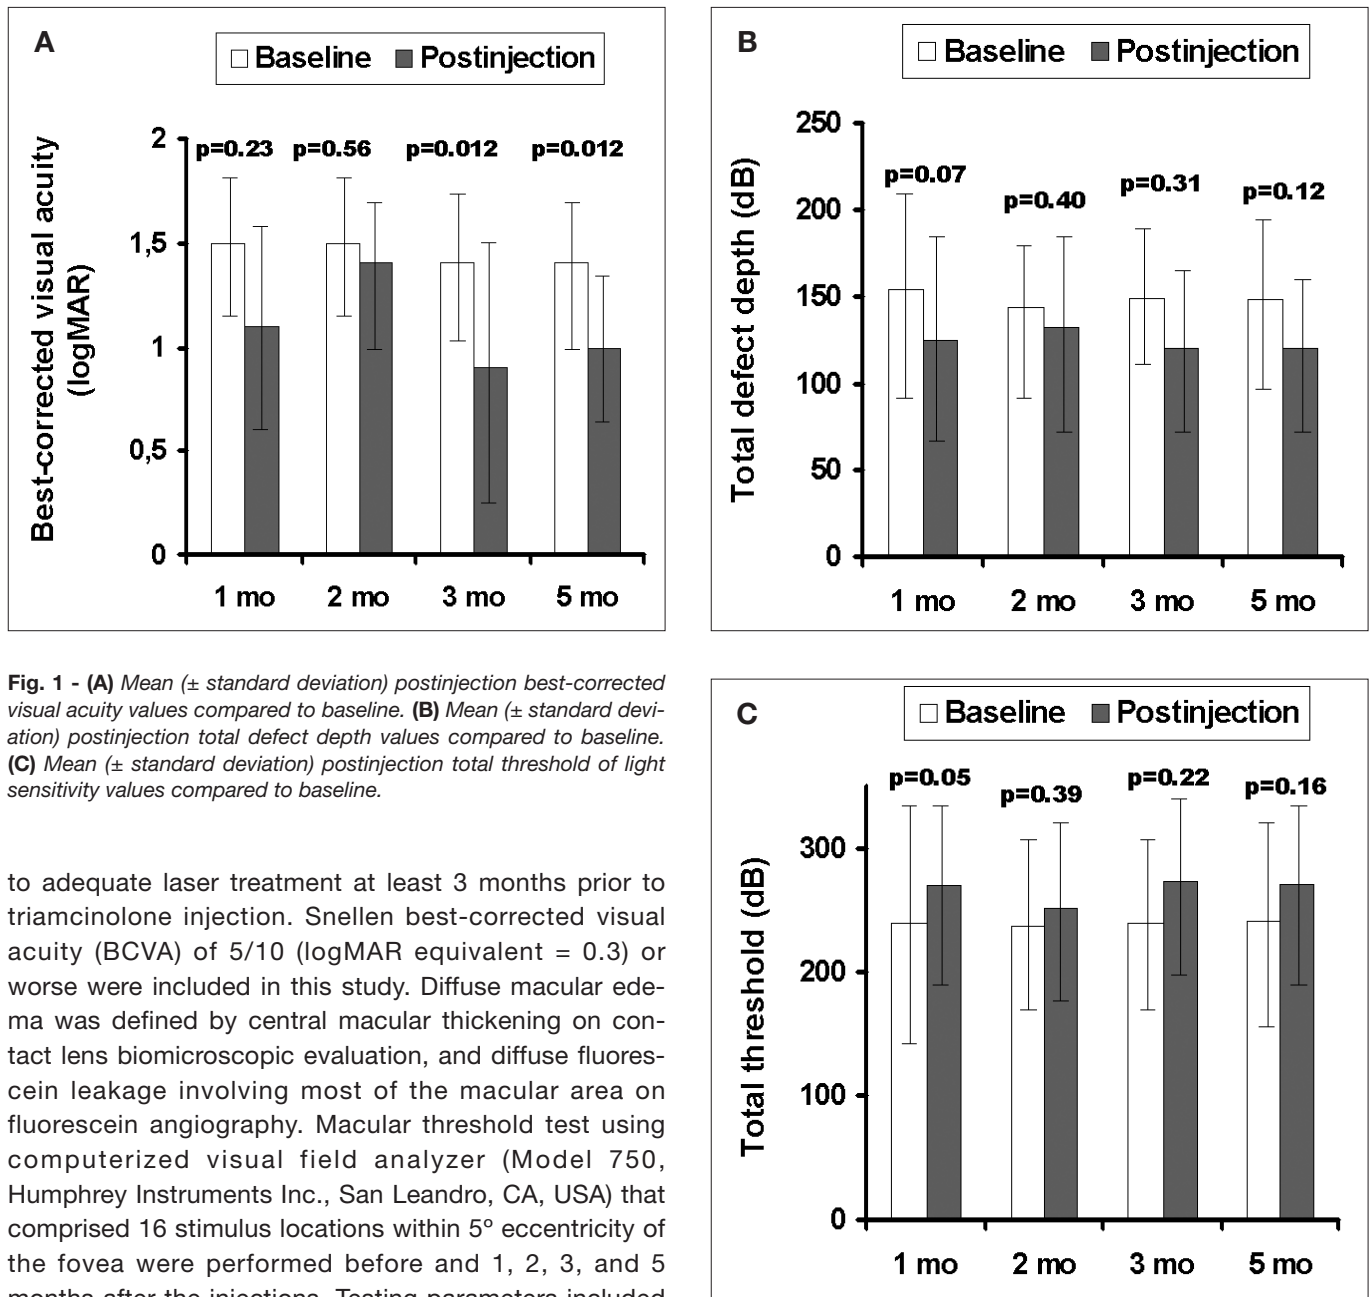 A
Baseline Postinjection
Best-corrected visual acuity
(logMAR)
2
1,5
1
0,5
0
p=0.23 p=0.56 p=0.012 p=0.012
1 mo 2 mo 3 mo 5 mo
B
Baseline Postinjection
Total defect depth (dB)
250
200
150
100
50
0
p=0.07 p=0.40 p=0.31 p=0.12
1 mo 2 mo 3 mo 5 mo
Fig. 1 - (A) Mean (± standard deviation) postinjection best-corrected
visual acuity values compared to baseline. (B) Mean (± standard devi-
ation) postinjection total defect depth values compared to baseline.
(C) Mean (± standard deviation) postinjection total threshold of light
sensitivity values compared to baseline.
C
Baseline Postinjection
Total threshold (dB)
300
200
100
0
p=0.05 p=0.39 p=0.22 p=0.16
1 mo 2 mo 3 mo 5 mo
to adequate laser treatment at least 3 months prior to
triamcinolone injection. Snellen best-corrected visual
acuity (BCVA) of 5/10 (logMAR equivalent = 0.3) or
worse were included in this study. Diffuse macular ede-
ma was defined by central macular thickening on con-
tact lens biomicroscopic evaluation, and diffuse fluores-
cein leakage involving most of the macular area on
fluorescein angiography. Macular threshold test using
computerized visual field analyzer (Model 750,
Humphrey Instruments Inc., San Leandro, CA, USA) that
comprised 16 stimulus locations within 5º eccentricity of
the fovea were performed before and 1, 2, 3, and 5
months after the injections. Testing parameters included